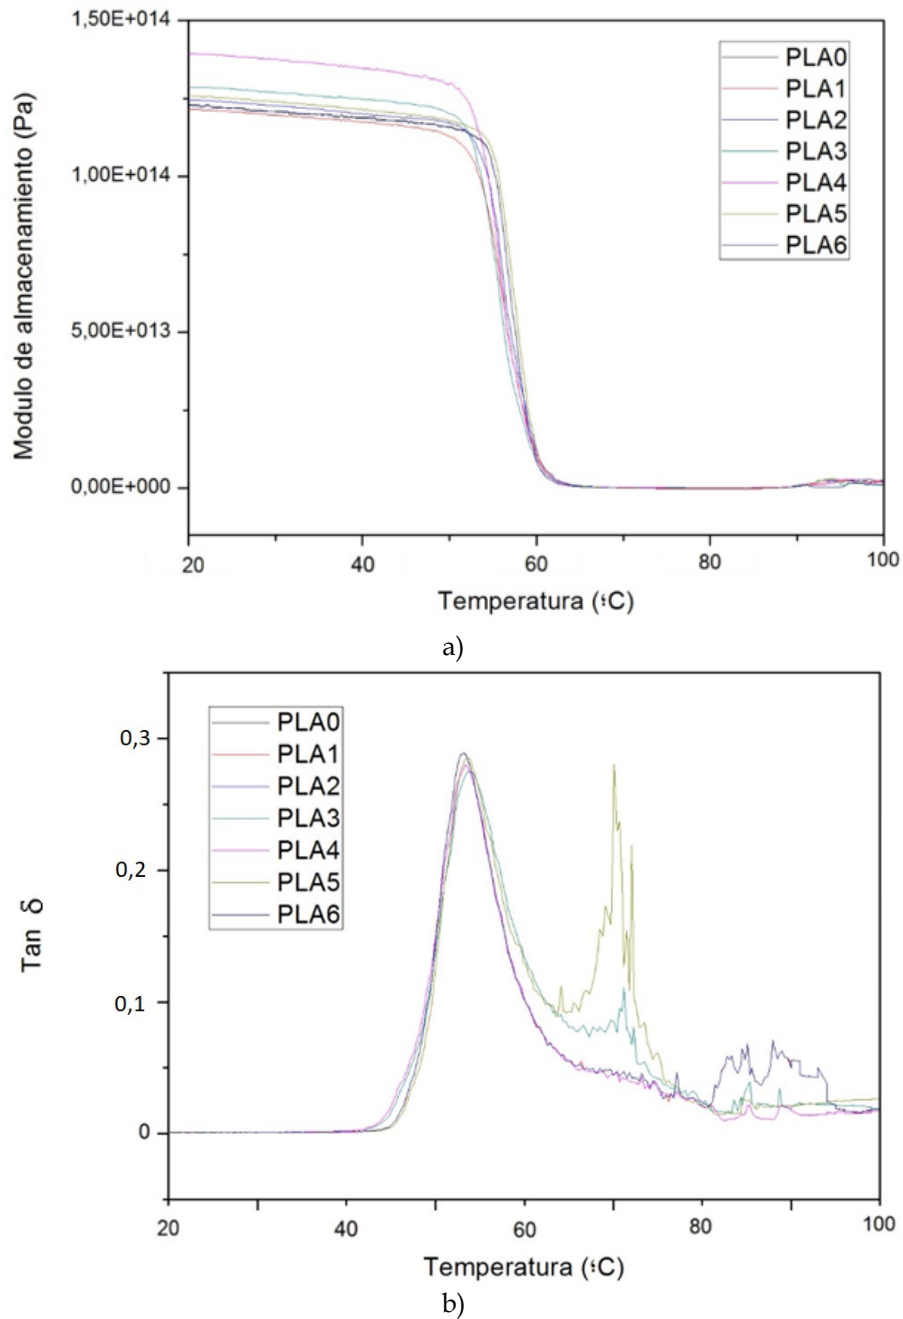 1,50E+014
1,00E+014
5,00E+013
0,00E+000
Modulo de almacenamiento (Pa)
PLA0
PLA1
PLA2
PLA3
PLA4
PLA5
PLA6
20 40 60 80 100
Temperatura (°C)
a)
0,3
0,2
0,1
0
Tan δ
PLA0
PLA1
PLA2
PLA3
PLA4
PLA5
PLA6
20 40 60 80 100
Temperatura (°C)
b)